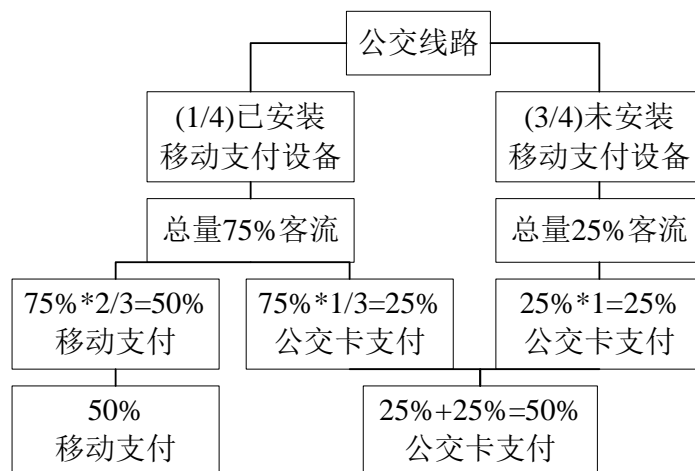 公交线路
(1/4)已安装
移动支付设备
(3/4)未安装
移动支付设备
总量75%客流
总量25%客流
75%*2/3=50%
移动支付
75%*1/3=25%
公交卡支付
25%*1=25%
公交卡支付
50%
移动支付
25%+25%=50%
公交卡支付